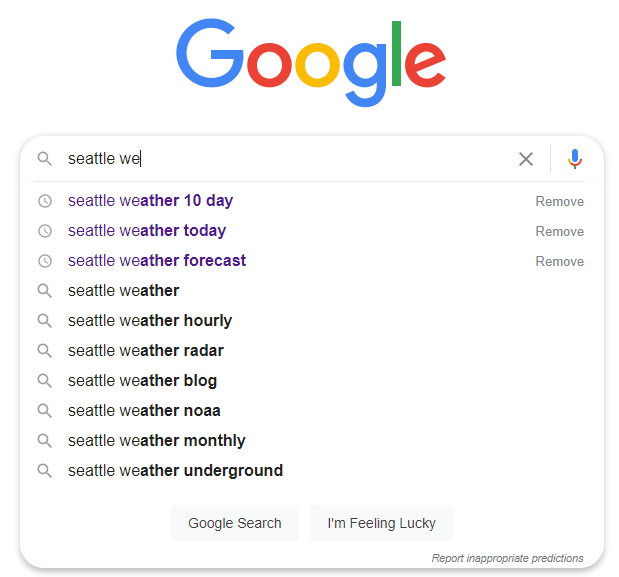 Google
seattle we
seattle weather 10 day Remove
seattle weather today Remove
seattle weather forecast Remove
seattle weather
seattle weather hourly
seattle weather radar
seattle weather blog
seattle weather noaa
seattle weather monthly
seattle weather underground
Google Search I'm Feeling Lucky
Report inappropriate predictions